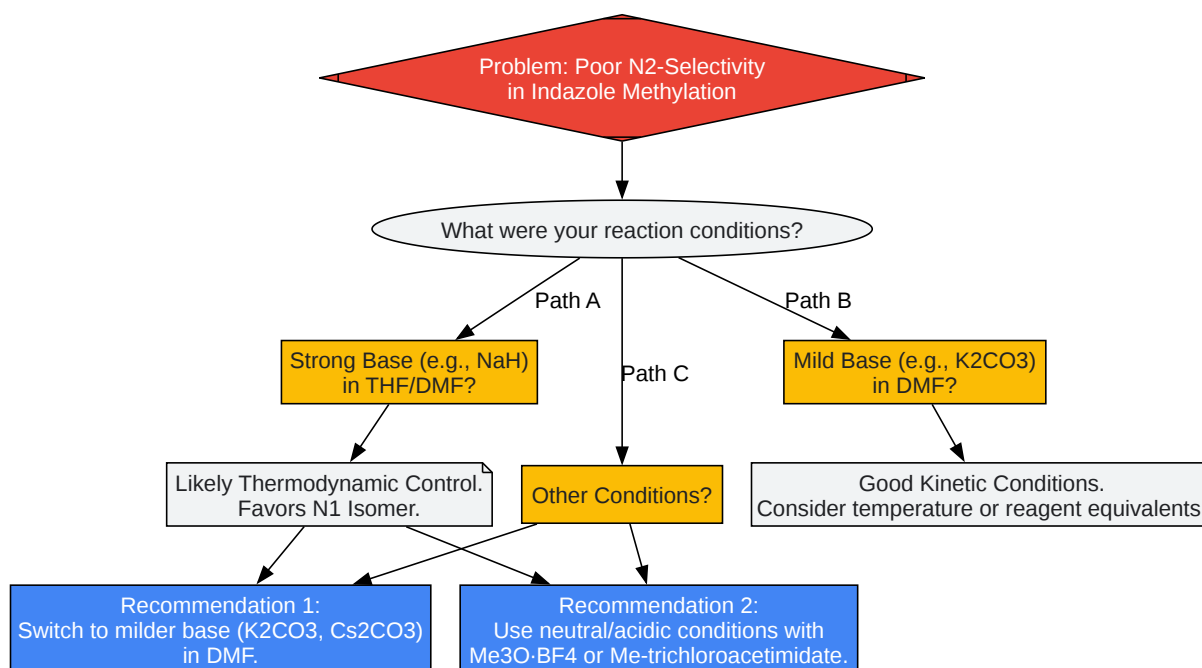 Problem: Poor N2-Selectivity
in Indazole Methylation
What were your reaction conditions?
Path A
Path B
Path C
Strong Base (e.g., NaH)
in THF/DMF?
Mild Base (e.g., K2CO3)
in DMF?
Likely Thermodynamic Control.
Favors N1 Isomer.
Other Conditions?
Good Kinetic Conditions.
Consider temperature or reagent equivalents.
Recommendation 1:
Switch to milder base (K2CO3, Cs2CO3)
in DMF.
Recommendation 2:
Use neutral/acidic conditions with
Me3O·BF4 or Me-trichloroacetimidate.